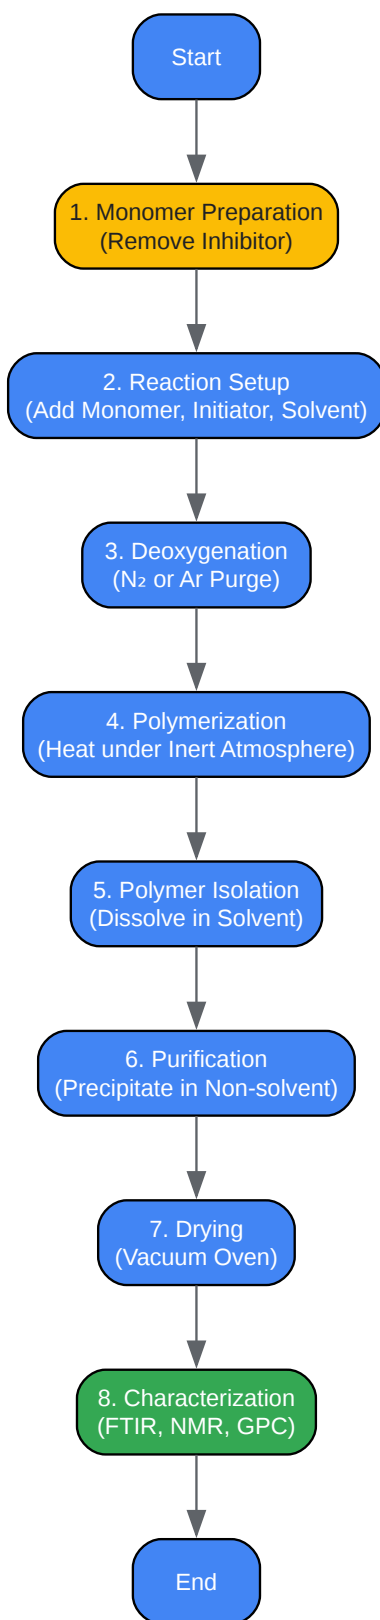 Start
1. Monomer Preparation
(Remove Inhibitor)
2. Reaction Setup
(Add Monomer, Initiator, Solvent)
3. Deoxygenation
(N₂ or Ar Purge)
4. Polymerization
(Heat under Inert Atmosphere)
5. Polymer Isolation
(Dissolve in Solvent)
6. Purification
(Precipitate in Non-solvent)
7. Drying
(Vacuum Oven)
8. Characterization
(FTIR, NMR, GPC)
End